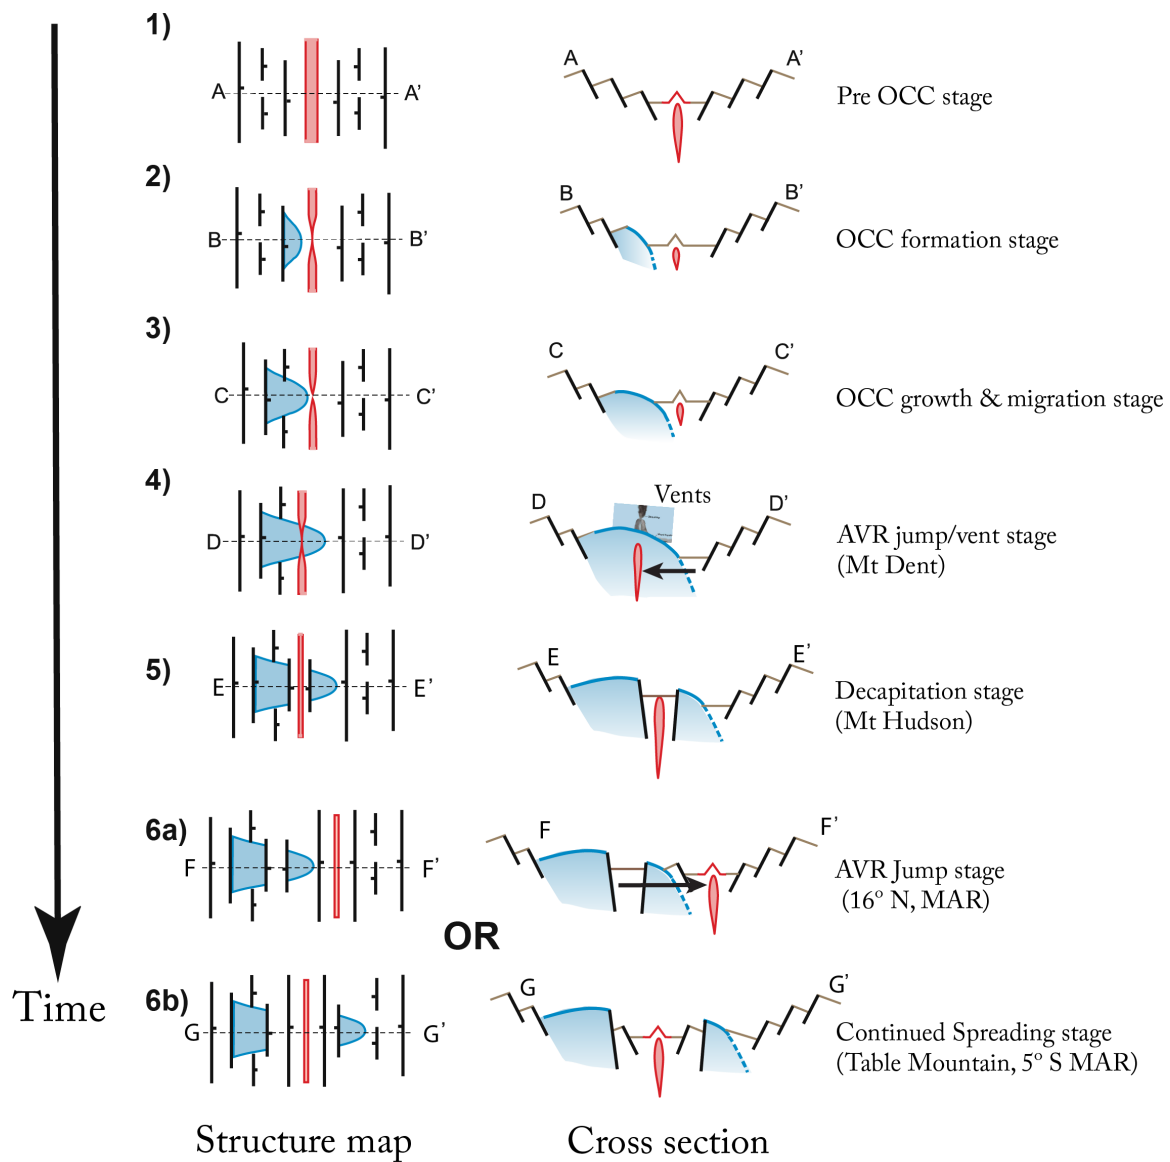 1)
A A'
A A'
Pre OCC stage
2)
B B'
B B'
OCC formation stage
3)
C C'
C C'
OCC growth & migration stage
4)
D D'
D D'
Vents
AVR jump/vent stage
(Mt Dent)
5)
E E'
E E'
Decapitation stage
(Mt Hudson)
6a)
F F'
F F'
AVR Jump stage
(16° N, MAR)
OR
6b)
G G'
G G'
Continued Spreading stage
(Table Mountain, 5° S MAR)
Time
Structure map
Cross section